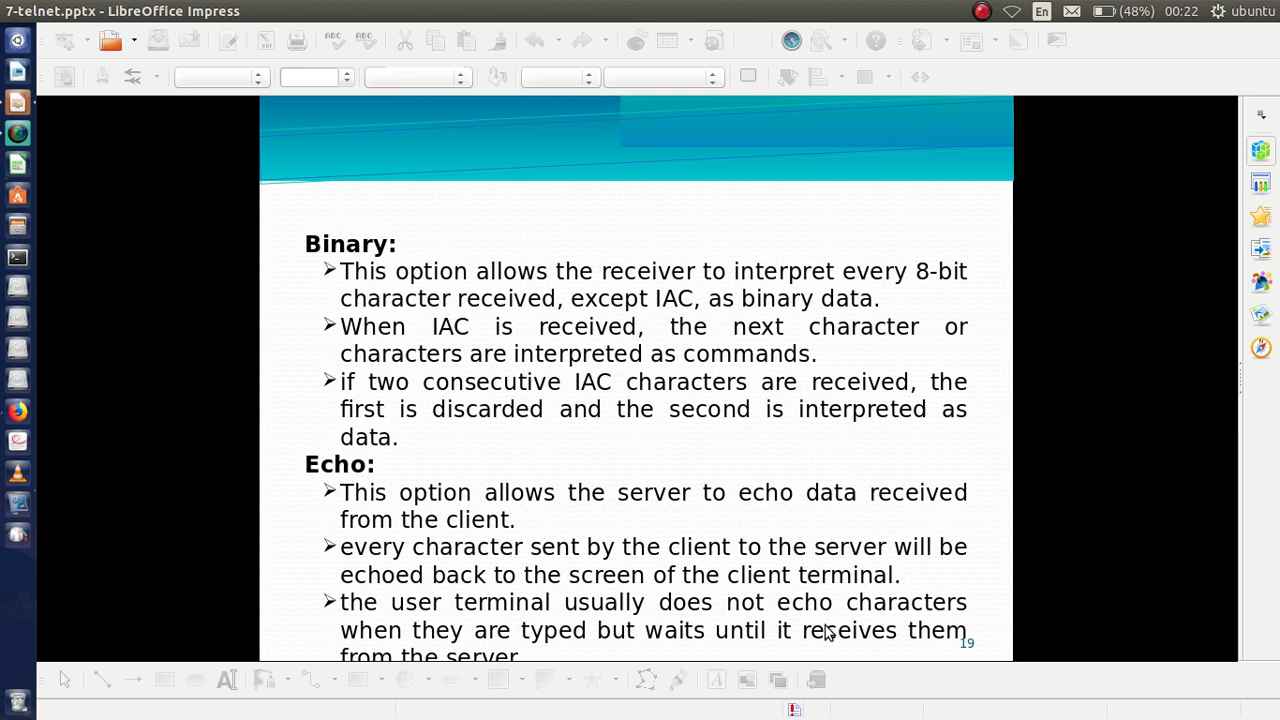 7-telnet.pptx - LibreOffice Impress
En (48%) 00:22 ubuntu
Binary:
This option allows the receiver to interpret every 8-bit
character received, except IAC, as binary data.
When IAC is received, the next character or
characters are interpreted as commands.
if two consecutive IAC characters are received, the
first is discarded and the second is interpreted as
data.
Echo:
This option allows the server to echo data received
from the client.
every character sent by the client to the server will be
echoed back to the screen of the client terminal.
the user terminal usually does not echo characters
when they are typed but waits until it receives them
from the server.
19